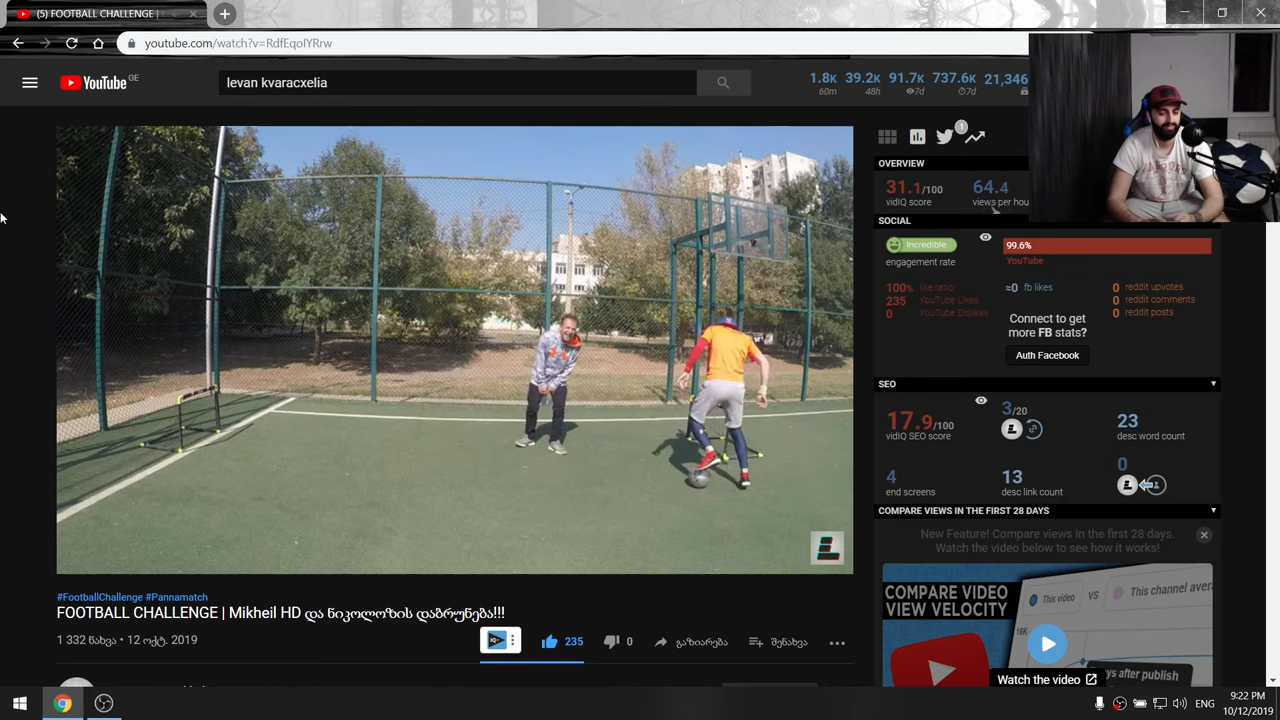 (5) FOOTBALL CHALLENGE |
youtube.com/watch?v=RdfEqoIYRrw
YouTube GE
levan kvaracxelia
1.8K 39.2K 91.7K 737.6K 21,346
60m 48h 7d 7d
1
OVERVIEW
31.1/100
vidIQ score
64.4
views per hou
SOCIAL
Incredible
engagement rate
99.6%
YouTube
100% like ratio
235 YouTube Likes
0 YouTube Dislikes
≈0 fb likes
Connect to get
more FB stats?
Auth Facebook
0 reddit upvotes
0 reddit comments
0 reddit posts
SEO
17.9/100
vidIQ SEO score
3/20
23
desc word count
4
end screens
13
desc link count
0
COMPARE VIEWS IN THE FIRST 28 DAYS
New Feature! Compare views in the first 28 days.
Watch the video below to see how it works!
COMPARE VIDEO
VIEW VELOCITY
This video VS This channel avera
16K
days after publish
Watch the video
#FootballChallenge #Pannamatch
FOOTBALL CHALLENGE | Mikheil HD და ნიკოლოზის დაბრუნება!!!
1 332 ნახვა • 12 ოქტ. 2019
IQ
235
0
გაზიარება
შენახვა
ENG
9:22 PM
10/12/2019